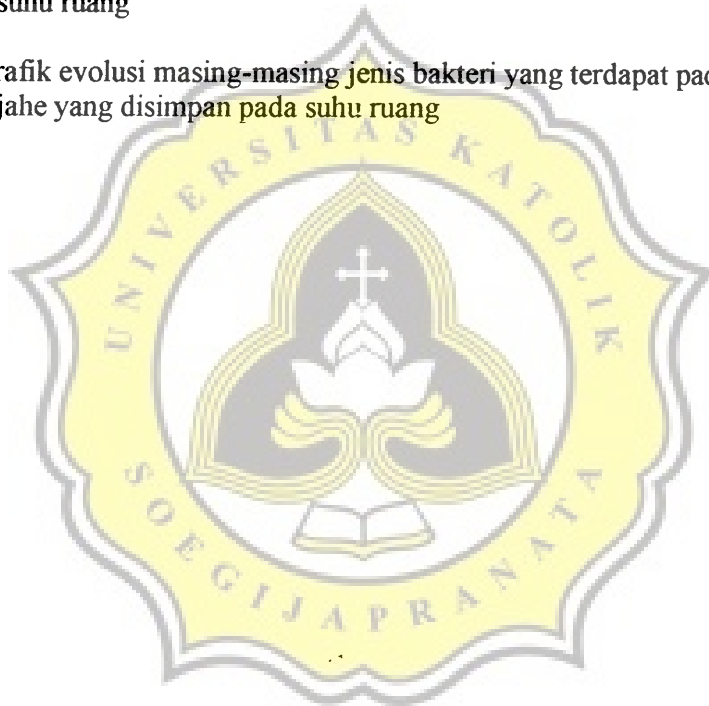 suhu ruang
rafik evolusi masing-masing jenis bakteri yang terdapat pad
jahe yang disimpan pada suhu ruang
UNIVERSITAS KATOLIK
SOEGIJAPRANATA